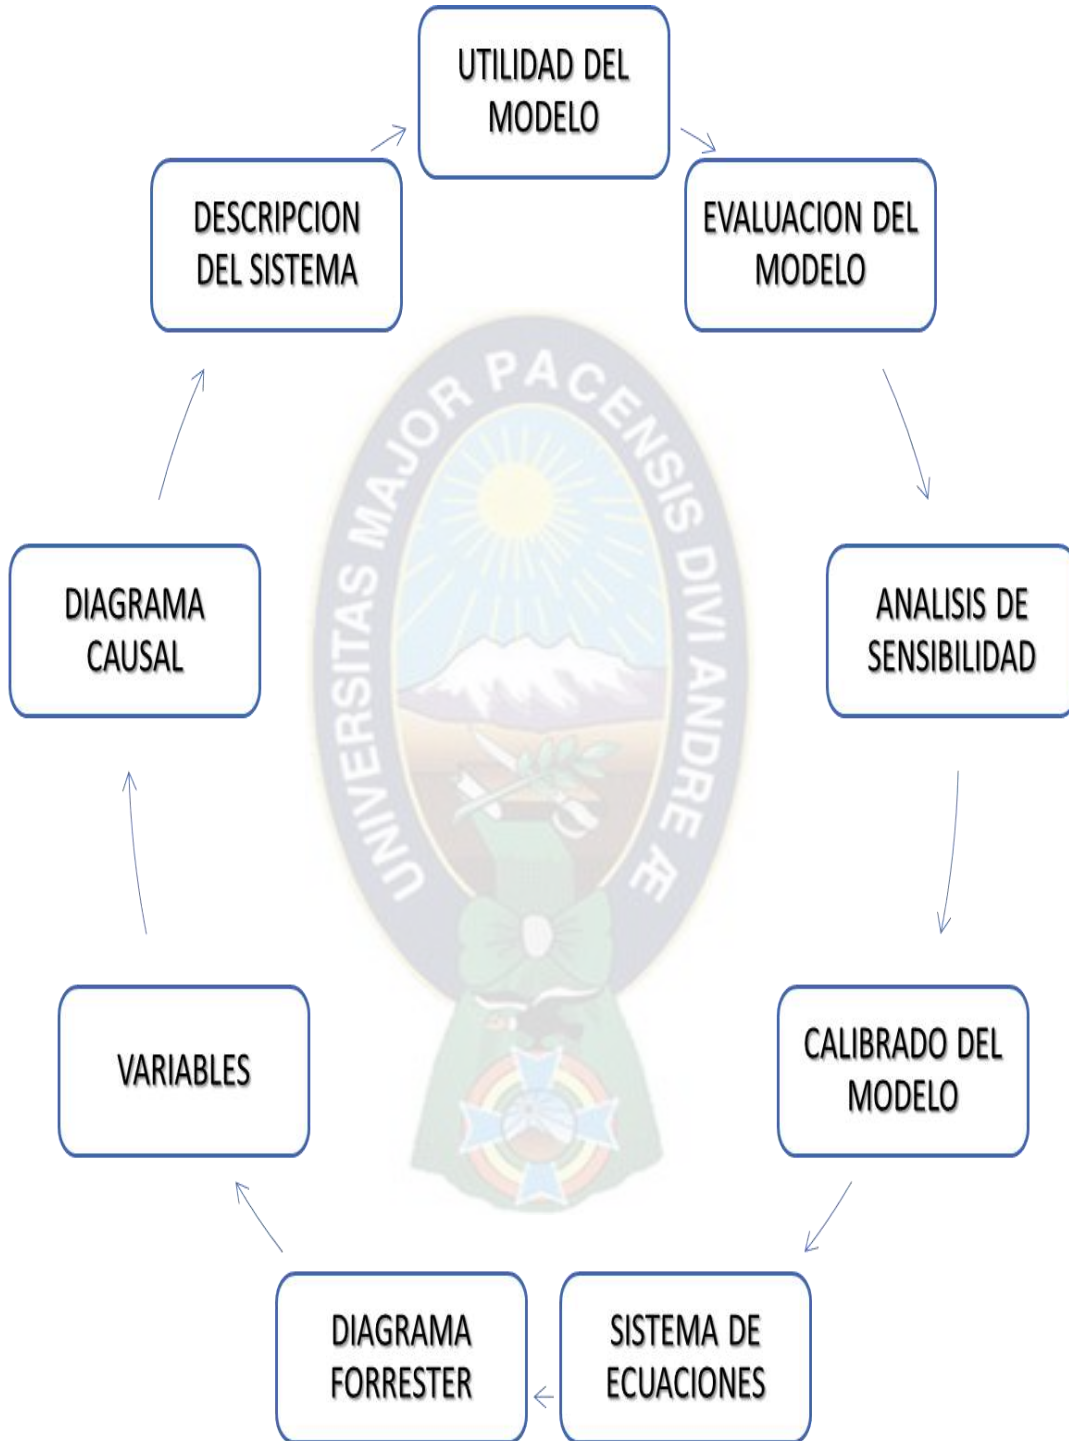 UTILIDAD DEL
MODELO
DESCRIPCION
DEL SISTEMA
EVALUACION DEL
MODELO
UNIVERSITAS MAJOR PACENSIS DIVI ANDRE Æ
DIAGRAMA
CAUSAL
ANALISIS DE
SENSIBILIDAD
VARIABLES
CALIBRADO DEL
MODELO
DIAGRAMA
FORRESTER
SISTEMA DE
ECUACIONES